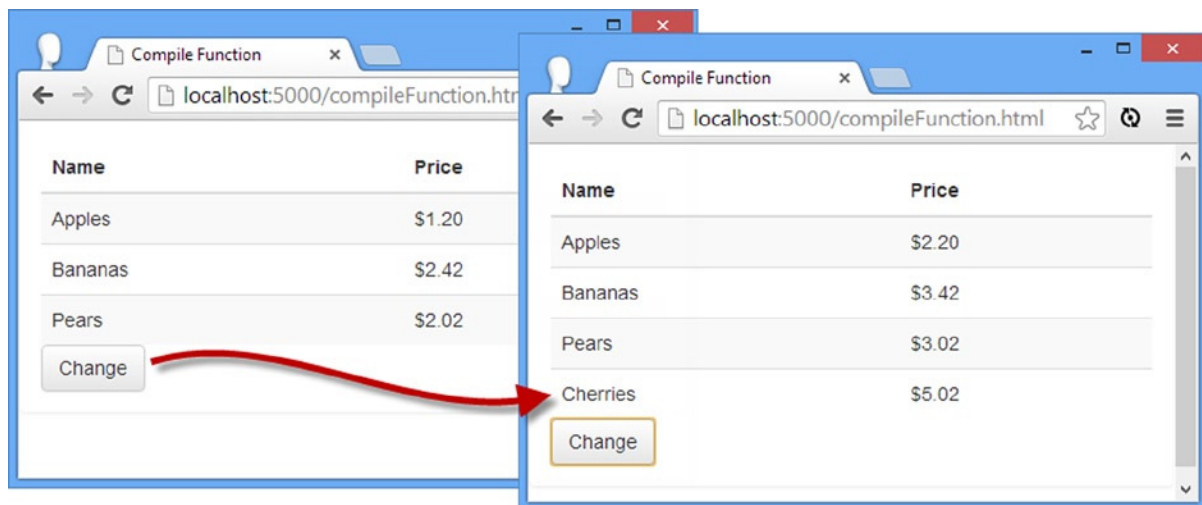 Compile Function
localhost:5000/compileFunction.htm
Name Price
Apples $1.20
Bananas $2.42
Pears $2.02
Change
Compile Function
localhost:5000/compileFunction.html
Name Price
Apples $2.20
Bananas $3.42
Pears $3.02
Cherries $5.02
Change